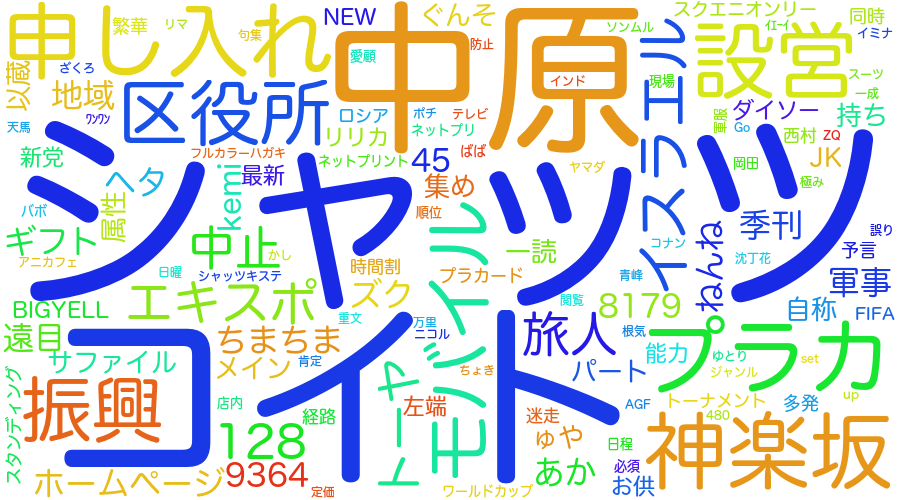 申し入れ
繁華
リマ
句集
NEW
ぐんそ
スクエニオンリー
同時
ソンムル
イミナ
ざくろ
愛顧
防止
中原
設営
以蔵
地域
区役所
インド
現場
スーツ
一成
ワンワン
天馬
ロシア
ポチ
テレビ
ダイソー
持ち
軍服
Go
西村
ZQ
ネットプリ
リリカ
フルカラーハガキ
新党
シャッツ
ネットプリント
45
ばば
ヤマダ
岡田
JK
ヘタ
kemi
最新
集め
極み
バボ
属性
順位
イスラエル
ねんね
季刊
誤り
ギフト
中止
かし
コナン
予言
アニカフェ
日曜
シャッツキステ
時間割
プラカード
一読
沈丁花
青峰
軍事
BIGYELL
エキスポ
ズク
モバイル
閲覧
8179
自称
FIFA
遠目
重文
万里
ニコル
旅人
根気
プラカ
サファイル
ちまちま
メイン
肯定
ちょき
パート
能力
ゆとり
ジャンル
set
コイト
振興
スタンディング
店内
経路
トーヤ
左端
迷走
AGF
トーナメント
480
多発
up
128
ゆや
日程
神楽坂
ホームページ
9364
定価
ワールドカップ
あか
必須
お供